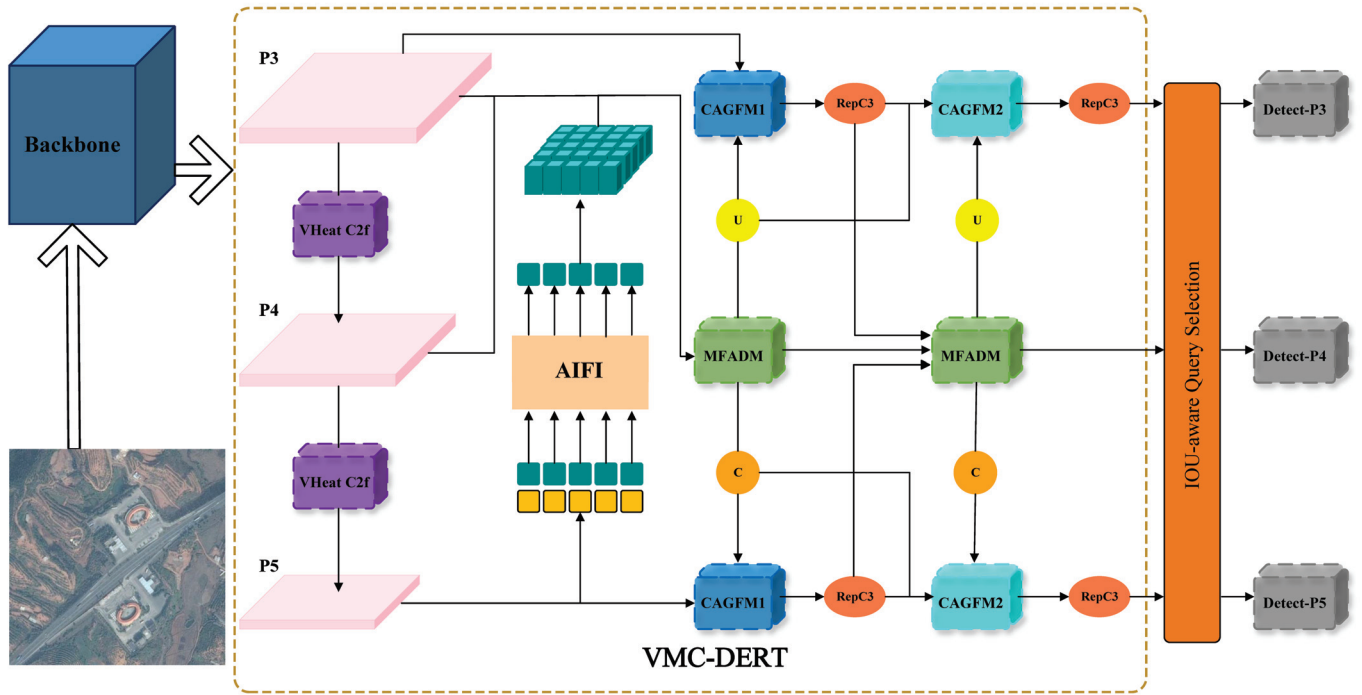 Backbone
P3
VHeat C2f
P4
VHeat C2f
P5
AIFI
CAGFM1
RepC3
CAGFM2
RepC3
U
U
MFADM
MFADM
C
C
CAGFM1
RepC3
CAGFM2
RepC3
IOU-aware Query Selection
Detect-P3
Detect-P4
Detect-P5
VMC-DERT